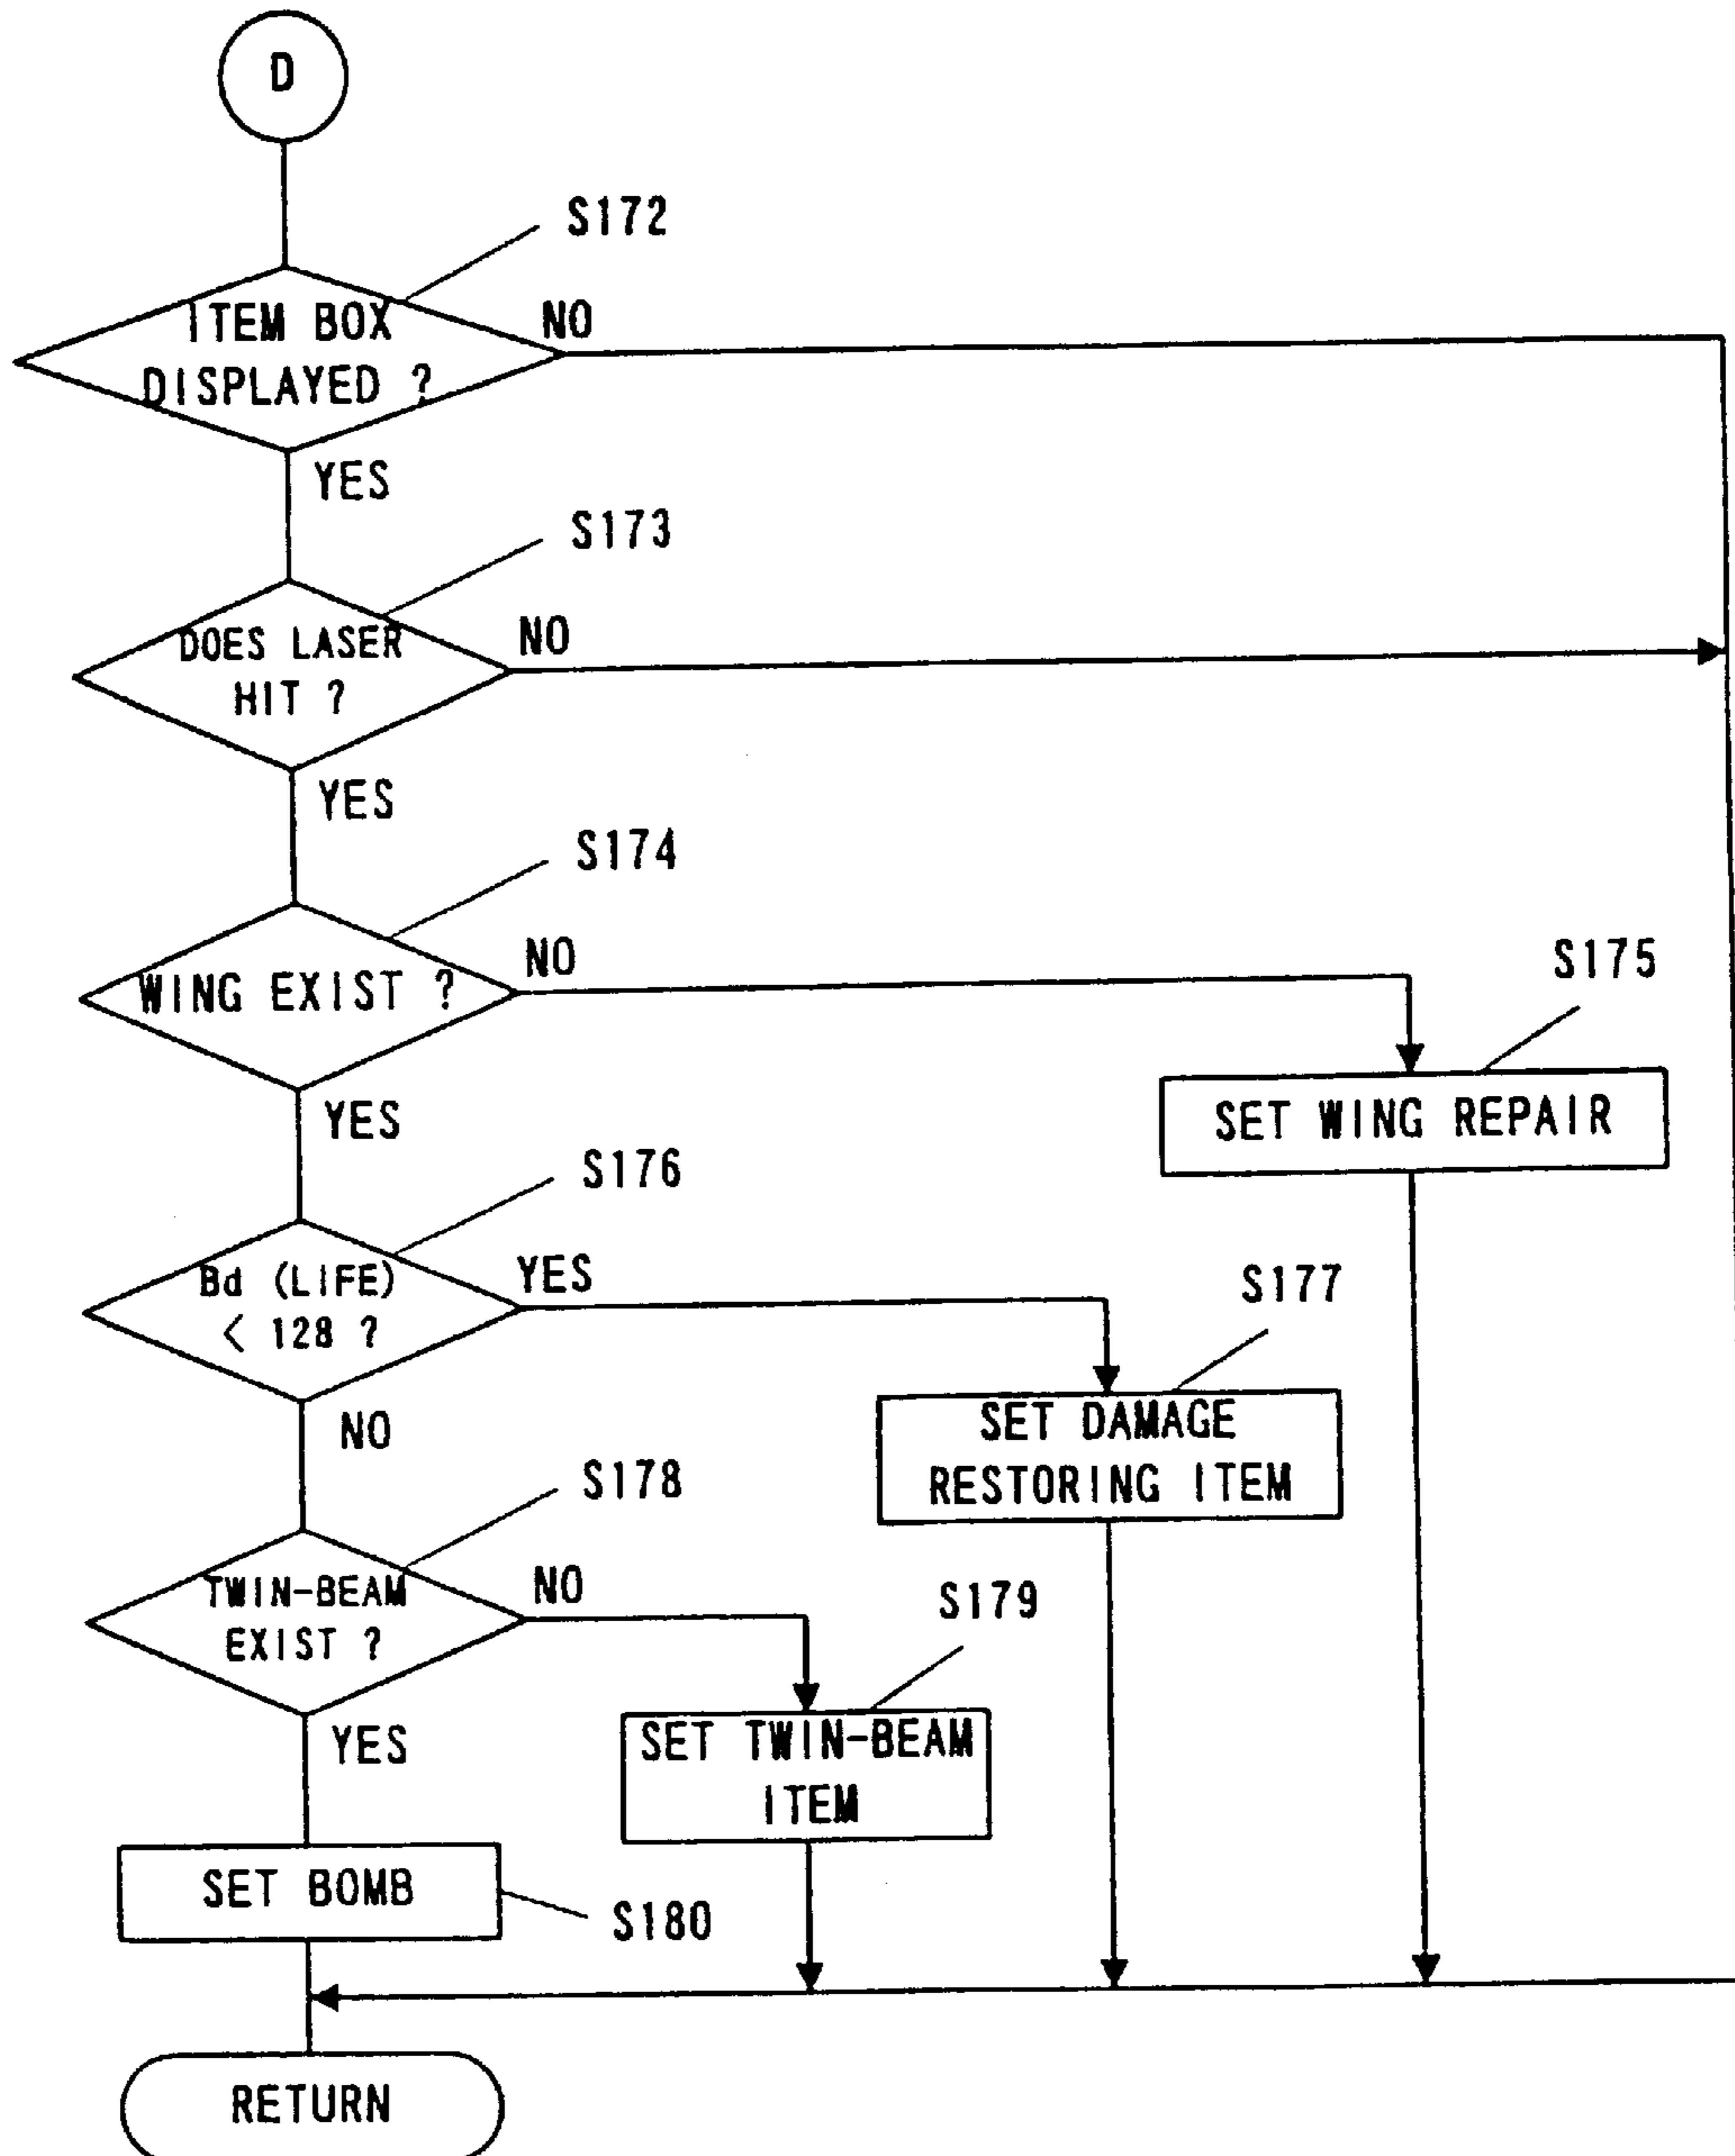 D
S172
ITEM BOX
DISPLAYED ?
NO
YES
S173
DOES LASER
HIT ?
NO
YES
S174
WING EXIST ?
NO
S175
SET WING REPAIR
YES
S176
Bd (LIFE)
< 128 ?
YES
S177
SET DAMAGE
RESTORING ITEM
NO
S178
TWIN-BEAM
EXIST ?
NO
S179
SET TWIN-BEAM
ITEM
YES
SET BOMB
S180
RETURN